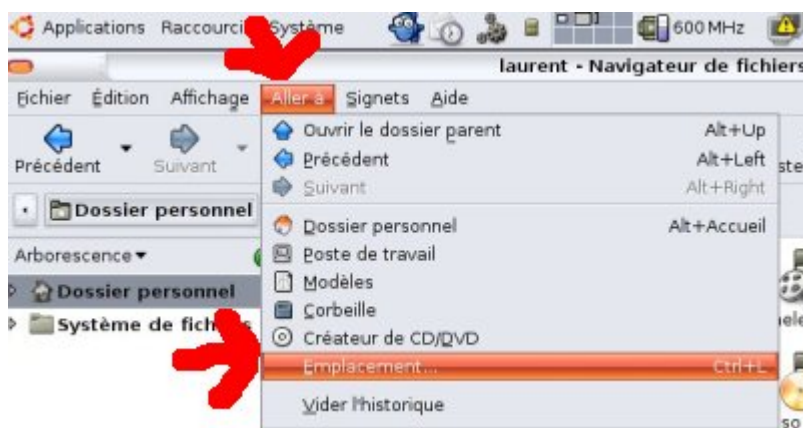 Applications Raccourcis Système 600 MHz
laurent - Navigateur de fichiers
Fichier Édition Affichage Aller à Signets Aide
Ouvrir le dossier parent Alt+Up
Précédent Alt+Left
Suivant Alt+Right
Précédent Suivant
Dossier personnel
Dossier personnel Alt+Accueil
Arborescence
Poste de travail
Modèles
Dossier personnel
Corbeille
Système de fich
Créateur de CD/DVD
Emplacement... Ctrl+L
Vider l'historique